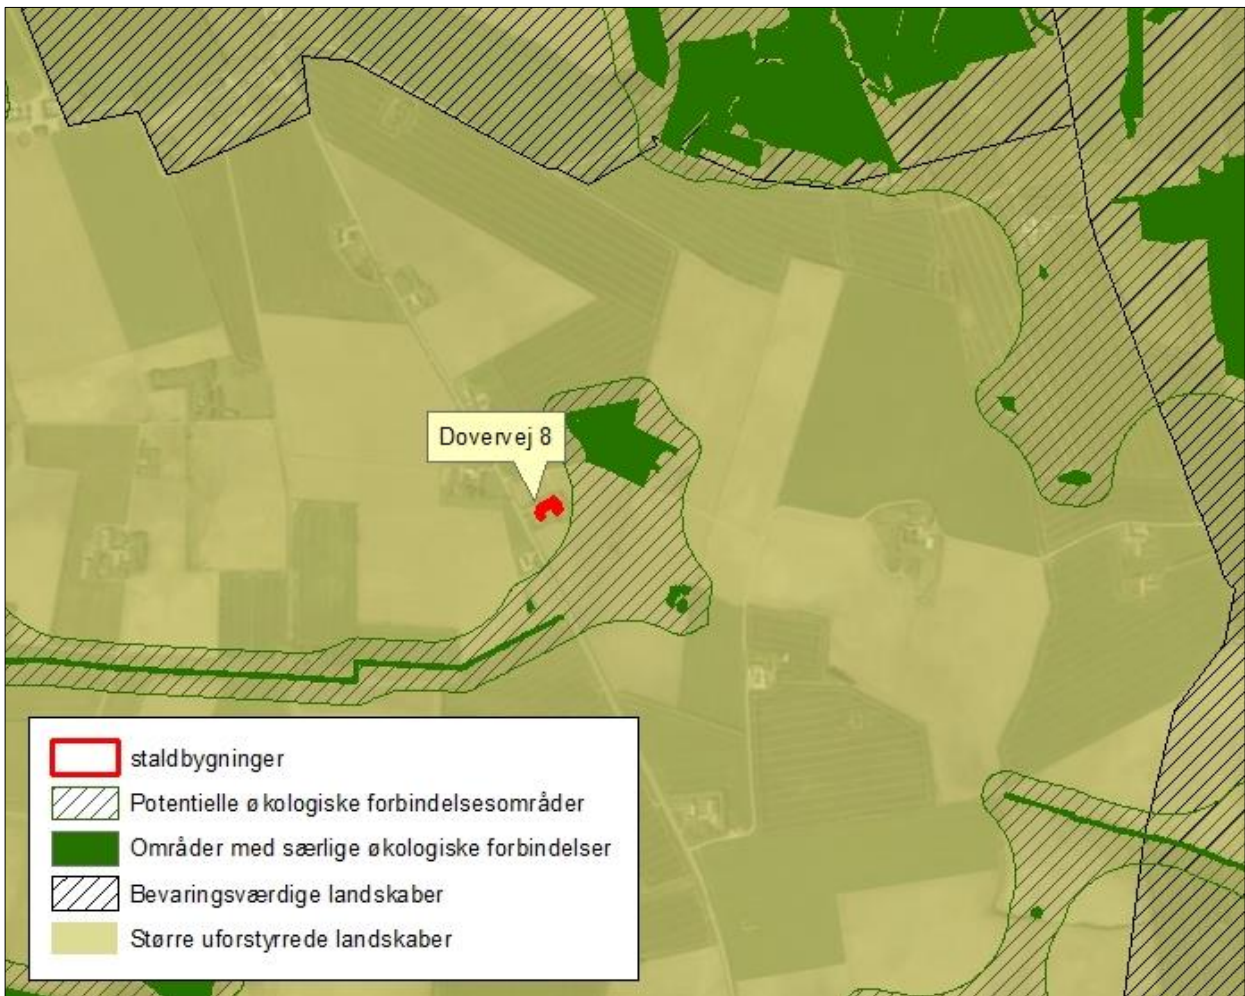 Dovervej 8
staldbygninger
Potentielle økologiske forbindelsesområder
Områder med særlige økologiske forbindelser
Bevaringsværdige landskaber
Større uforstyrrede landskaber